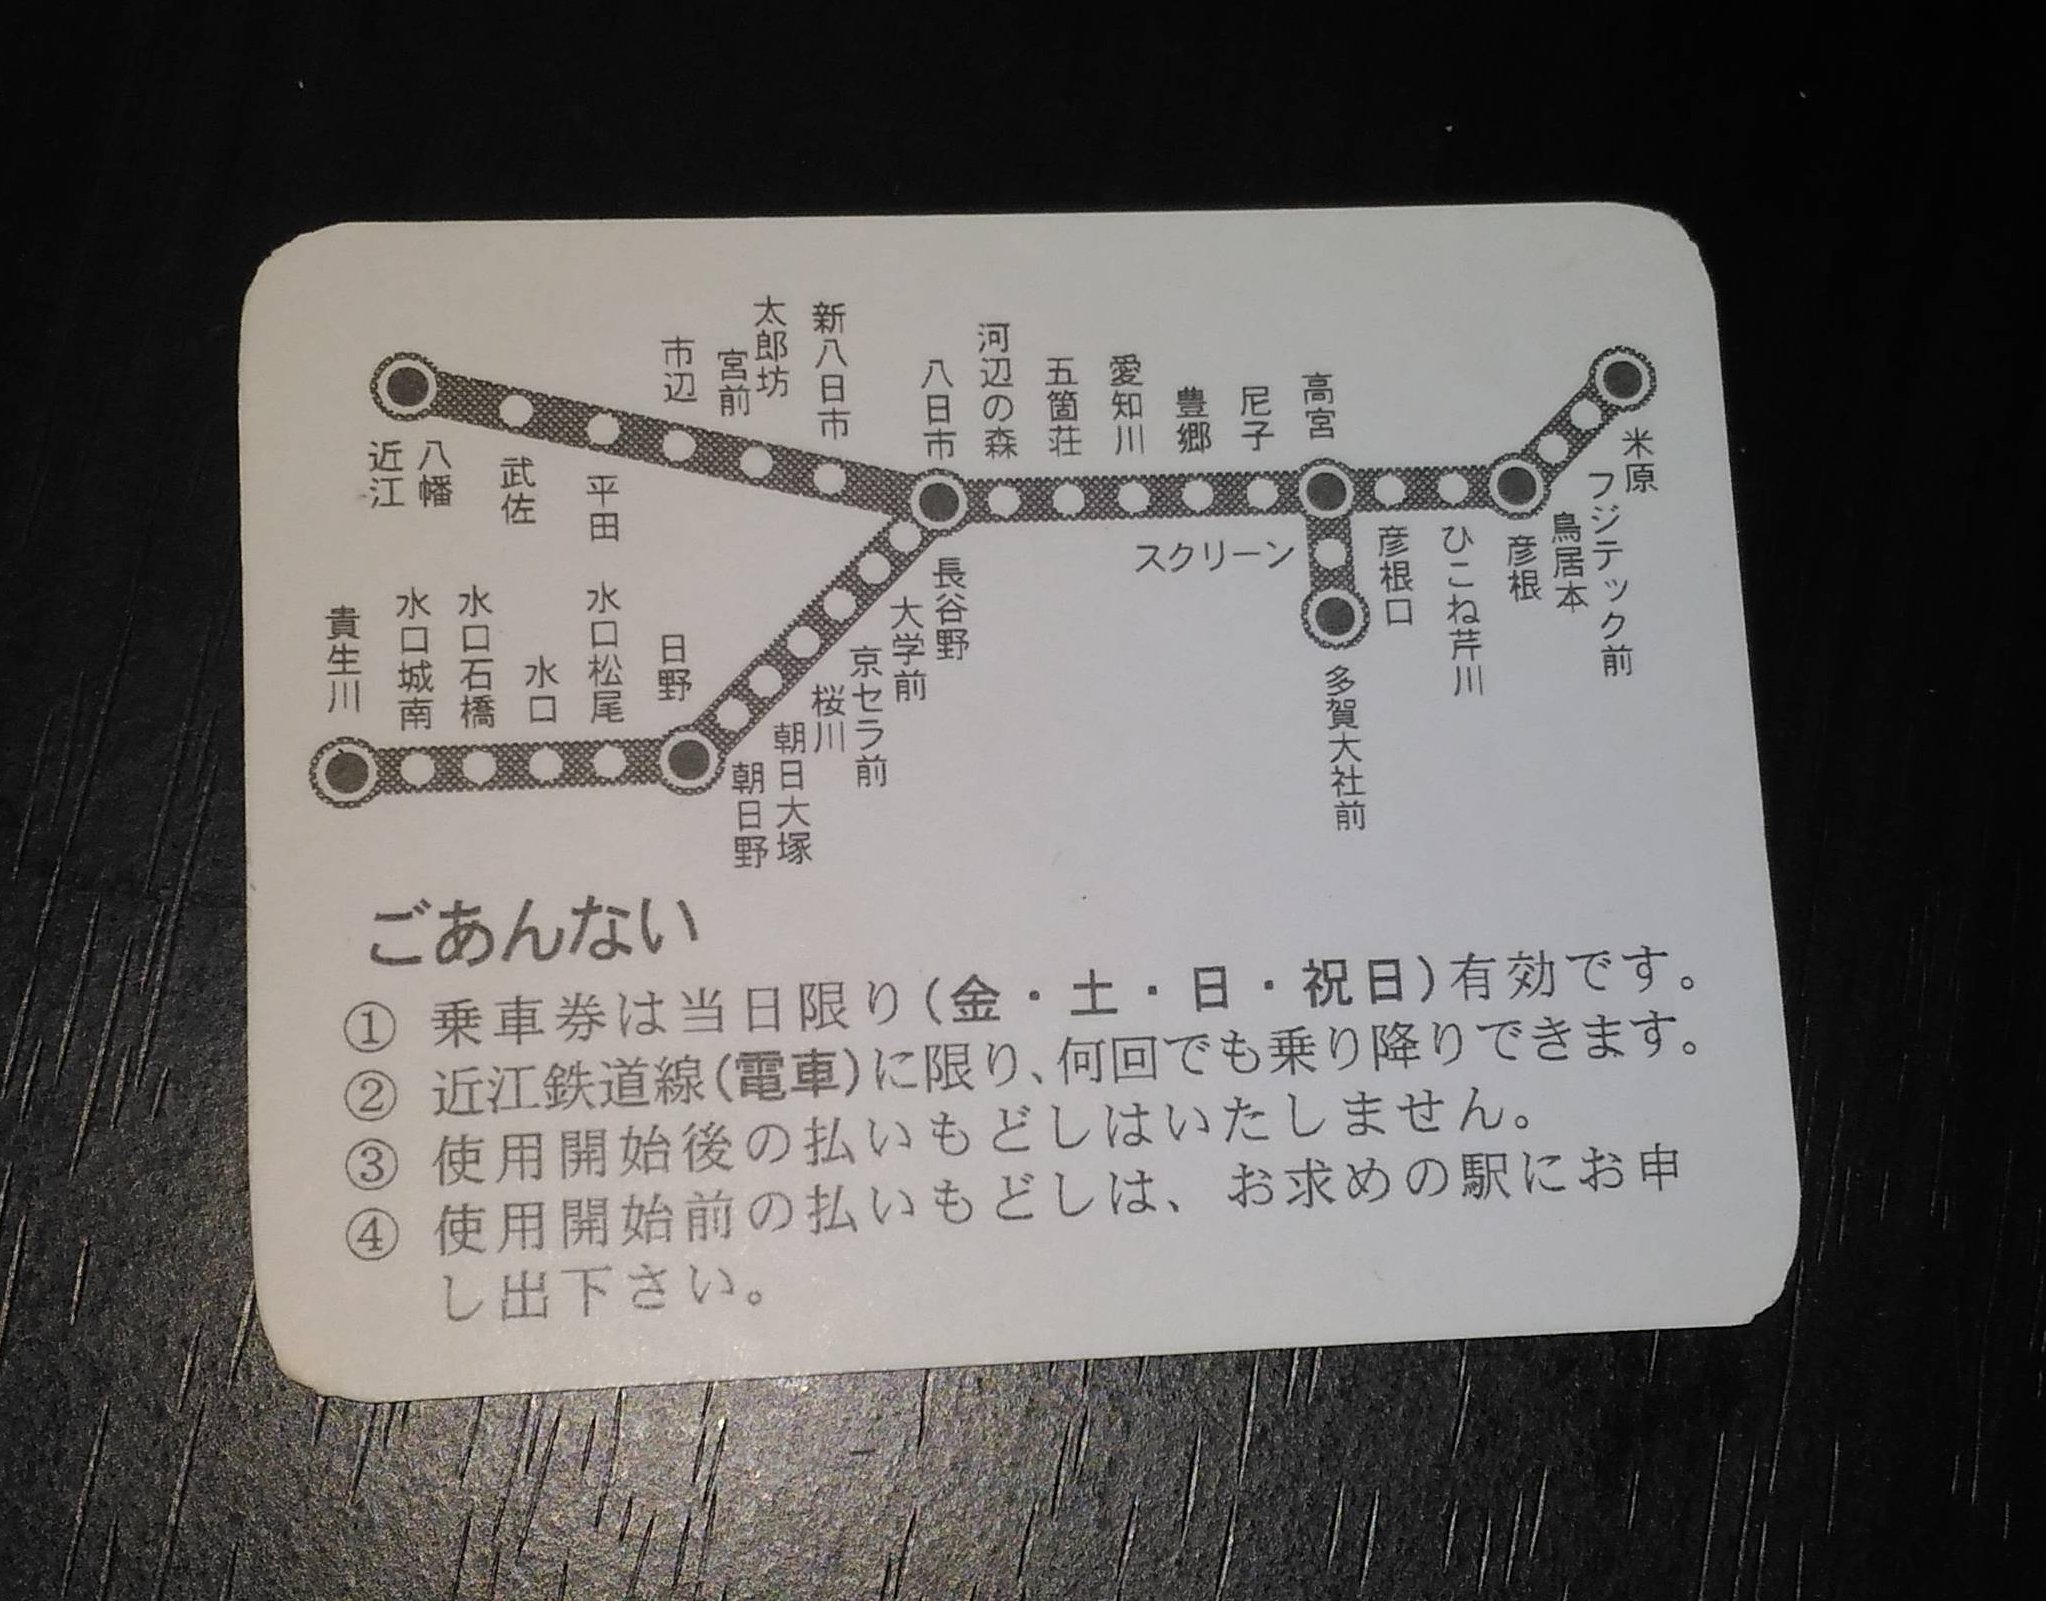 近江八幡
武佐
平田
市辺
太郎坊宮前
新八日市
八日市
河辺の森
五箇荘
愛知川
豊郷
尼子
高宮
スクリーン
多賀大社前
彦根口
ひこね芹川
彦根
鳥居本
フジテック前
米原
貴生川
水口城南
水口石橋
水口
水口松尾
日野
朝日野
朝日大塚
桜川
京セラ前
大学前
長谷野
ごあんない
① 乗車券は当日限り(金・土・日・祝日)有効です。
② 近江鉄道線(電車)に限り、何回でも乗り降りできます。
③ 使用開始後の払いもどしはいたしません。
④ 使用開始前の払いもどしは、お求めの駅にお申
し出下さい。